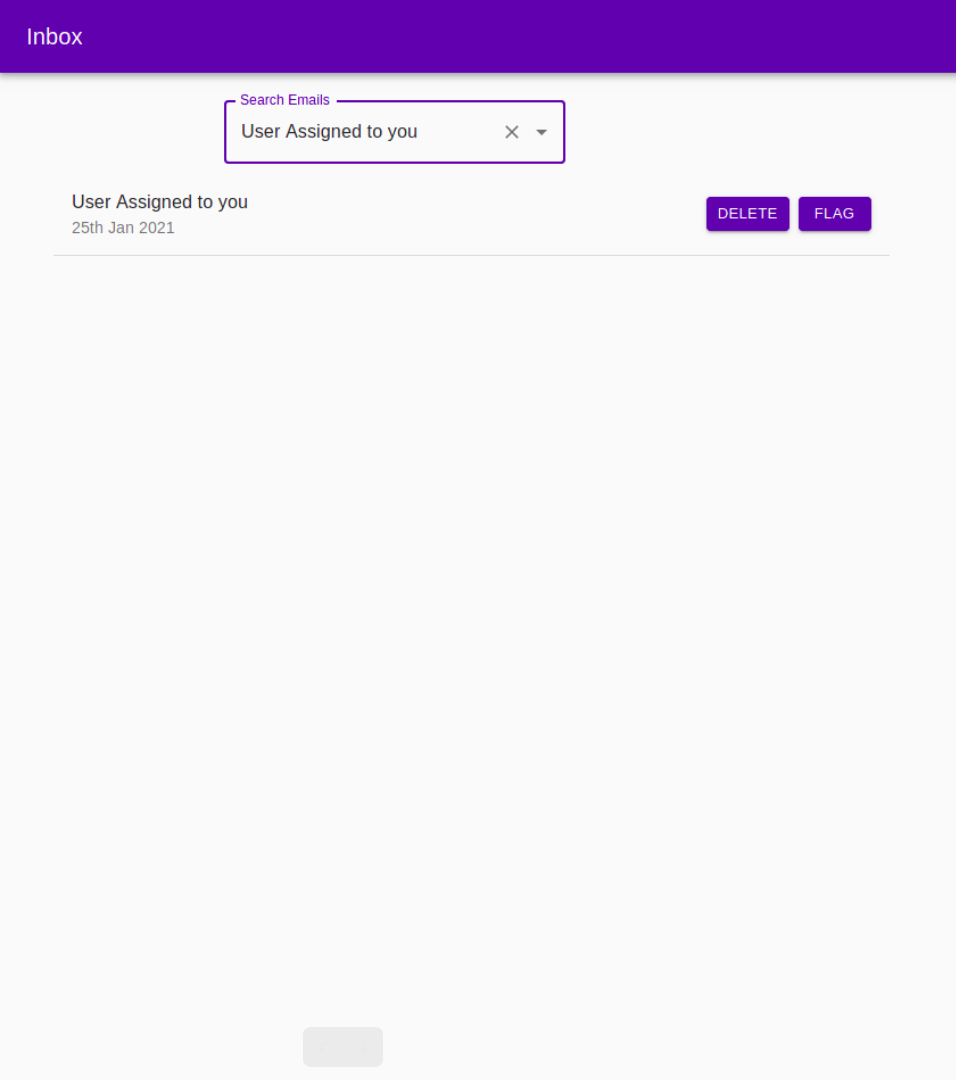 Inbox
Search Emails
User Assigned to you
User Assigned to you
25th Jan 2021
DELETE FLAG